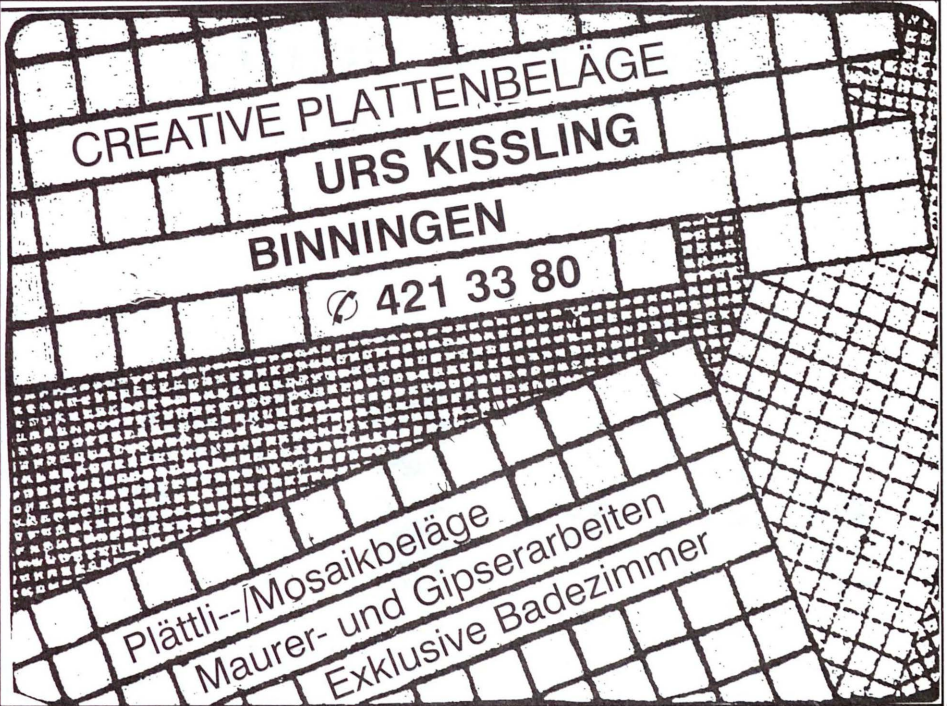 CREATIVE PLATTENBELÄGE
URS KISSLING
BINNINGEN
✆ 421 33 80
Plättli--/Mosaikbeläge
Maurer- und Gipserarbeiten
Exklusive Badezimmer